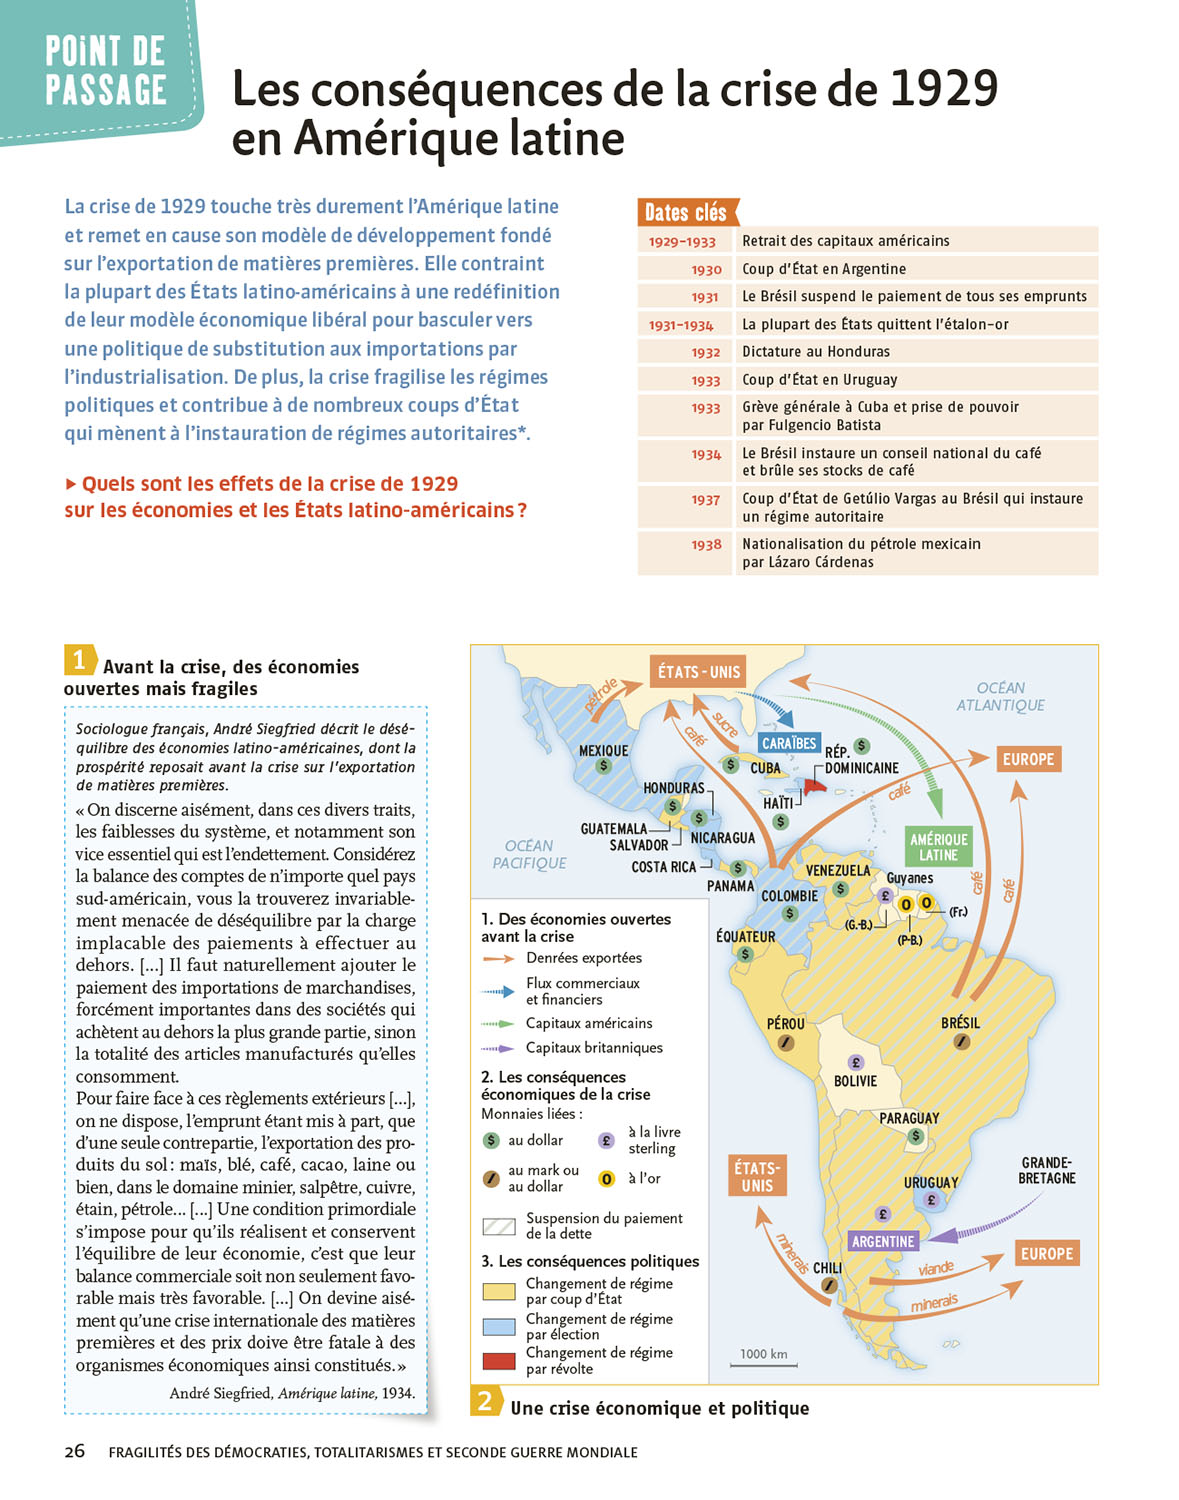 POINT DE
PASSAGE
Les conséquences de la crise de 1929
en Amérique latine
La crise de 1929 touche très durement l'Amérique latine
et remet en cause son modèle de développement fondé
sur l'exportation de matières premières. Elle contraint
la plupart des États latino-américains à une redéfinition
de leur modèle économique libéral pour basculer vers
une politique de substitution aux importations par
l'industrialisation. De plus, la crise fragilise les régimes
politiques et contribue à de nombreux coups d'État
qui mènent à l'instauration de régimes autoritaires*.
▶ Quels sont les effets de la crise de 1929
sur les économies et les États latino-américains ?
Dates clés
1929-1933 Retrait des capitaux américains
1930 Coup d'État en Argentine
1931 Le Brésil suspend le paiement de tous ses emprunts
1931-1934 La plupart des États quittent l'étalon-or
1932 Dictature au Honduras
1933 Coup d'État en Uruguay
1933 Grève générale à Cuba et prise de pouvoir
par Fulgencio Batista
1934 Le Brésil instaure un conseil national du café
et brûle ses stocks de café
1937 Coup d'État de Getúlio Vargas au Brésil qui instaure
un régime autoritaire
1938 Nationalisation du pétrole mexicain
par Lázaro Cárdenas
1 Avant la crise, des économies
ouvertes mais fragiles
Sociologue français, André Siegfried décrit le désé-
quilibre des économies latino-américaines, dont la
prospérité reposait avant la crise sur l'exportation
de matières premières.
« On discerne aisément, dans ces divers traits,
les faiblesses du système, et notamment son
vice essentiel qui est l'endettement. Considérez
la balance des comptes de n'importe quel pays
sud-américain, vous la trouverez invariable-
ment menacée de déséquilibre par la charge
implacable des paiements à effectuer au
dehors. [...] Il faut naturellement ajouter le
paiement des importations de marchandises,
forcément importantes dans des sociétés qui
achètent au dehors la plus grande partie, sinon
la totalité des articles manufacturés qu'elles
consomment.
Pour faire face à ces règlements extérieurs [...],
on ne dispose, l'emprunt étant mis à part, que
d'une seule contrepartie, l'exportation des pro-
duits du sol : maïs, blé, café, cacao, laine ou
bien, dans le domaine minier, salpêtre, cuivre,
étain, pétrole... [...] Une condition primordiale
s'impose pour qu'ils réalisent et conservent
l'équilibre de leur économie, c'est que leur
balance commerciale soit non seulement favo-
rable mais très favorable. [...] On devine aisé-
ment qu'une crise internationale des matières
premières et des prix doive être fatale à des
organismes économiques ainsi constitués. »
André Siegfried, Amérique latine, 1934.
ÉTATS-UNIS
OCÉAN
ATLANTIQUE
pétrole
café
sucre
CARAÏBES
MEXIQUE
$
$
CUBA
RÉP.
DOMINICAINE
$
EUROPE
HONDURAS
HAÏTI
$
café
$
$
GUATEMALA
SALVADOR
NICARAGUA
COSTA RICA
PANAMA
$
OCÉAN
PACIFIQUE
AMÉRIQUE
LATINE
VENEZUELA
$
Guyanes
£
O
O
(Fr.)
(G.-B.)
(P.-B.)
café
café
COLOMBIE
$
ÉQUATEUR
$
PÉROU
BRÉSIL
£
BOLIVIE
PARAGUAY
$
ÉTATS-
UNIS
URUGUAY
£
GRANDE-
BRETAGNE
£
ARGENTINE
CHILI
minerais
viande
minerais
EUROPE
1000 km
1. Des économies ouvertes
avant la crise
Denrées exportées
Flux commerciaux
et financiers
Capitaux américains
Capitaux britanniques
2. Les conséquences
économiques de la crise
Monnaies liées :
$ au dollar
£ à la livre
sterling
au mark ou
au dollar
O à l'or
Suspension du paiement
de la dette
3. Les conséquences politiques
Changement de régime
par coup d'État
Changement de régime
par élection
Changement de régime
par révolte
2 Une crise économique et politique
26 FRAGILITÉS DES DÉMOCRATIES, TOTALITARISMES ET SECONDE GUERRE MONDIALE